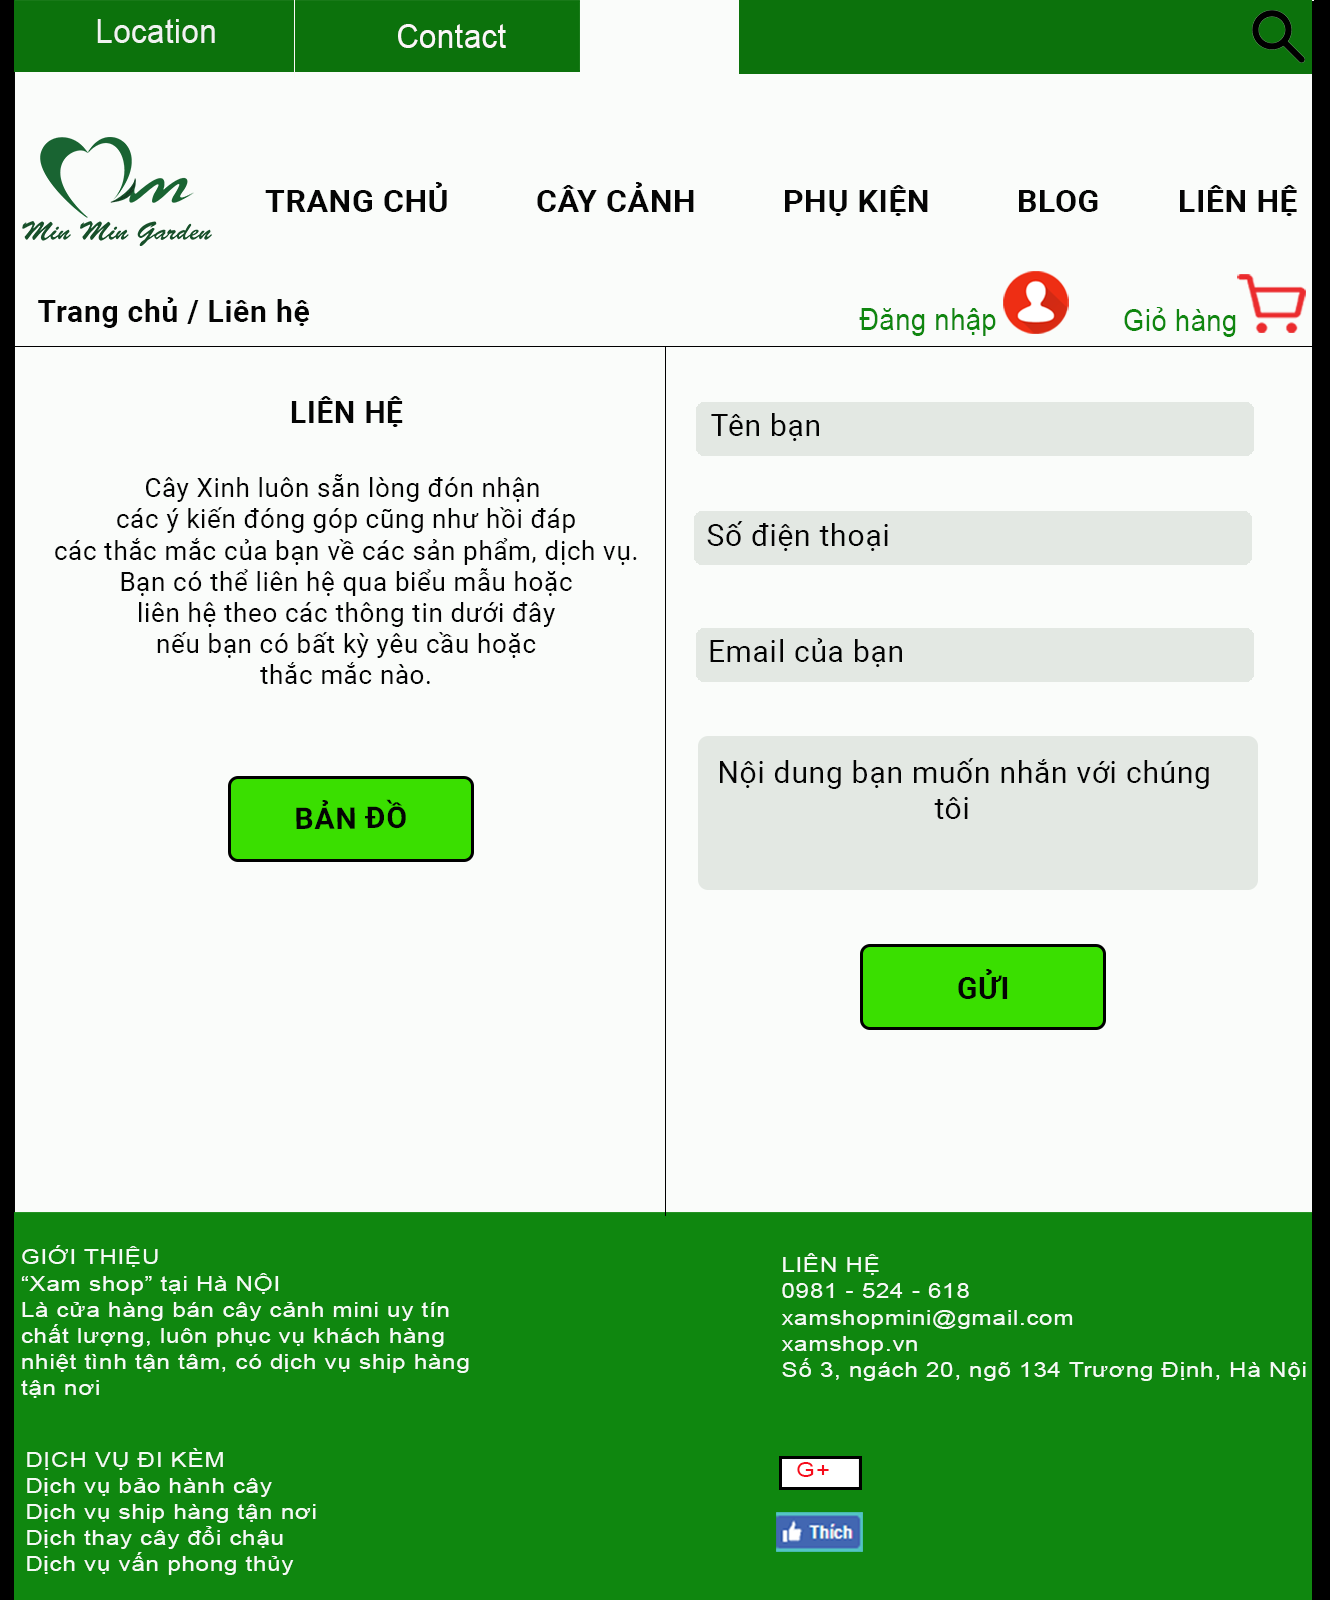 Location
Contact
Min
Min Min Garden
TRANG CHỦ
CÂY CẢNH
PHỤ KIỆN
BLOG
LIÊN HỆ
Trang chủ / Liên hệ
Đăng nhập
Giỏ hàng
LIÊN HỆ
Cây Xinh luôn sẵn lòng đón nhận
các ý kiến đóng góp cũng như hồi đáp
các thắc mắc của bạn về các sản phẩm, dịch vụ.
Bạn có thể liên hệ qua biểu mẫu hoặc
liên hệ theo các thông tin dưới đây
nếu bạn có bất kỳ yêu cầu hoặc
thắc mắc nào.
BẢN ĐỒ
Tên bạn
Số điện thoại
Email của bạn
Nội dung bạn muốn nhắn với chúng
tôi
GỬI
GIỚI THIỆU
“Xam shop” tại Hà NỘI
Là cửa hàng bán cây cảnh mini uy tín
chất lượng, luôn phục vụ khách hàng
nhiệt tình tận tâm, có dịch vụ ship hàng
tận nơi
DỊCH VỤ ĐI KÈM
Dịch vụ bảo hành cây
Dịch vụ ship hàng tận nơi
Dịch thay cây đổi chậu
Dịch vụ vấn phong thủy
LIÊN HỆ
0981 - 524 - 618
xamshopmini@gmail.com
xamshop.vn
Số 3, ngách 20, ngõ 134 Trương Định, Hà Nội
G+
Thích